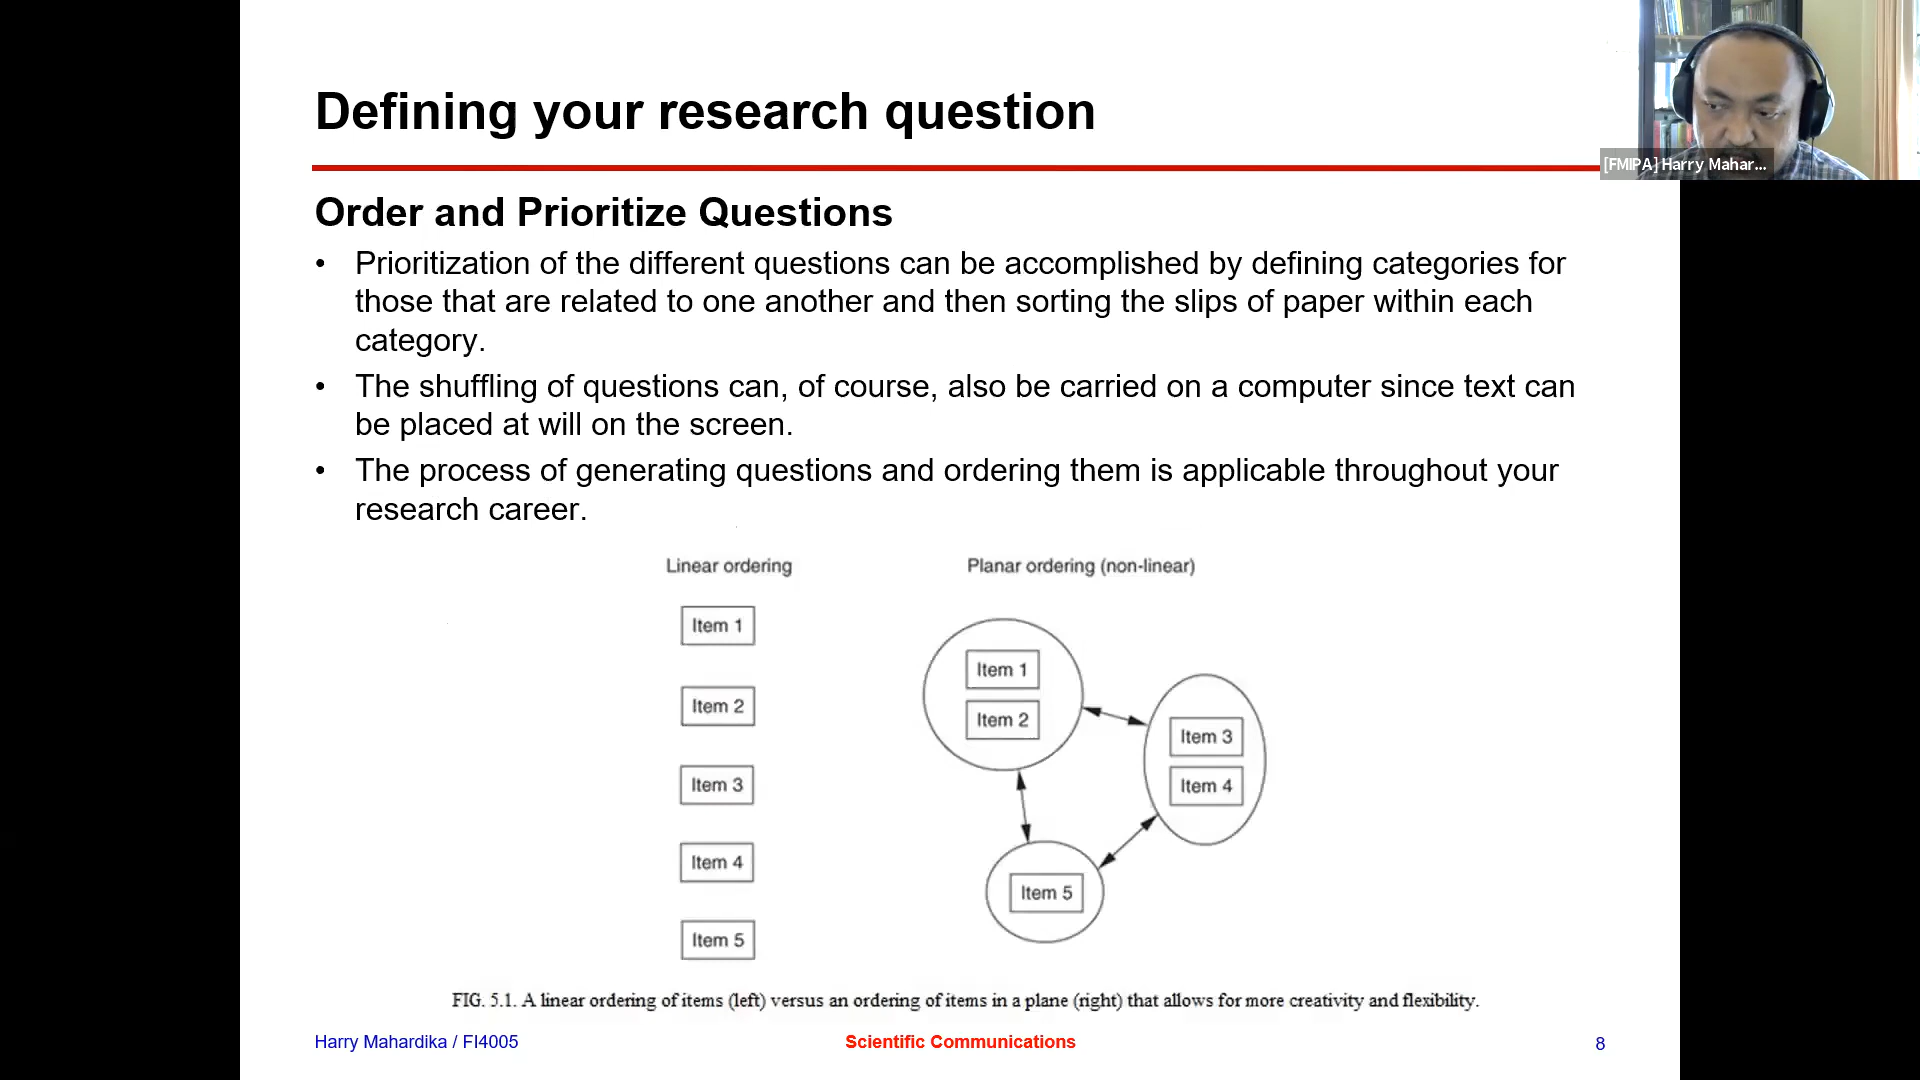 Defining your research question
[FMIPA] Harry Mahar...
Order and Prioritize Questions
• Prioritization of the different questions can be accomplished by defining categories for
those that are related to one another and then sorting the slips of paper within each
category.
• The shuffling of questions can, of course, also be carried on a computer since text can
be placed at will on the screen.
• The process of generating questions and ordering them is applicable throughout your
research career.
Linear ordering
Item 1
Item 2
Item 3
Item 4
Item 5
Planar ordering (non-linear)
Item 1
Item 2
Item 3
Item 4
Item 5
FIG. 5.1. A linear ordering of items (left) versus an ordering of items in a plane (right) that allows for more creativity and flexibility.
Harry Mahardika / FI4005
Scientific Communications
8